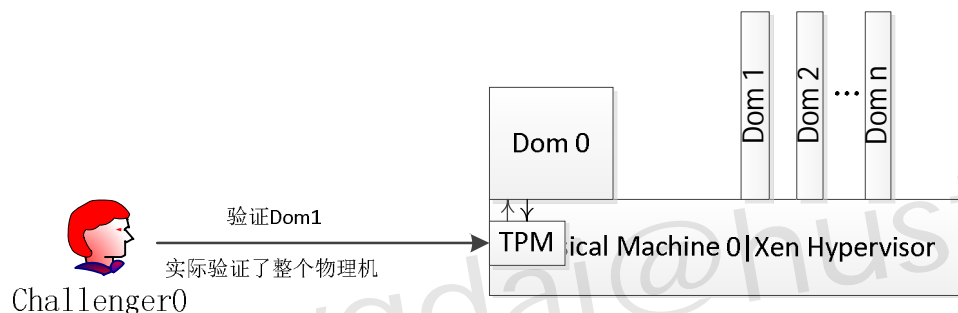 Dom 1
Dom 2
...
Dom n
Dom 0
验证Dom1
TPM
sical Machine 0|Xen Hypervisor
实际验证了整个物理机
Challenger0